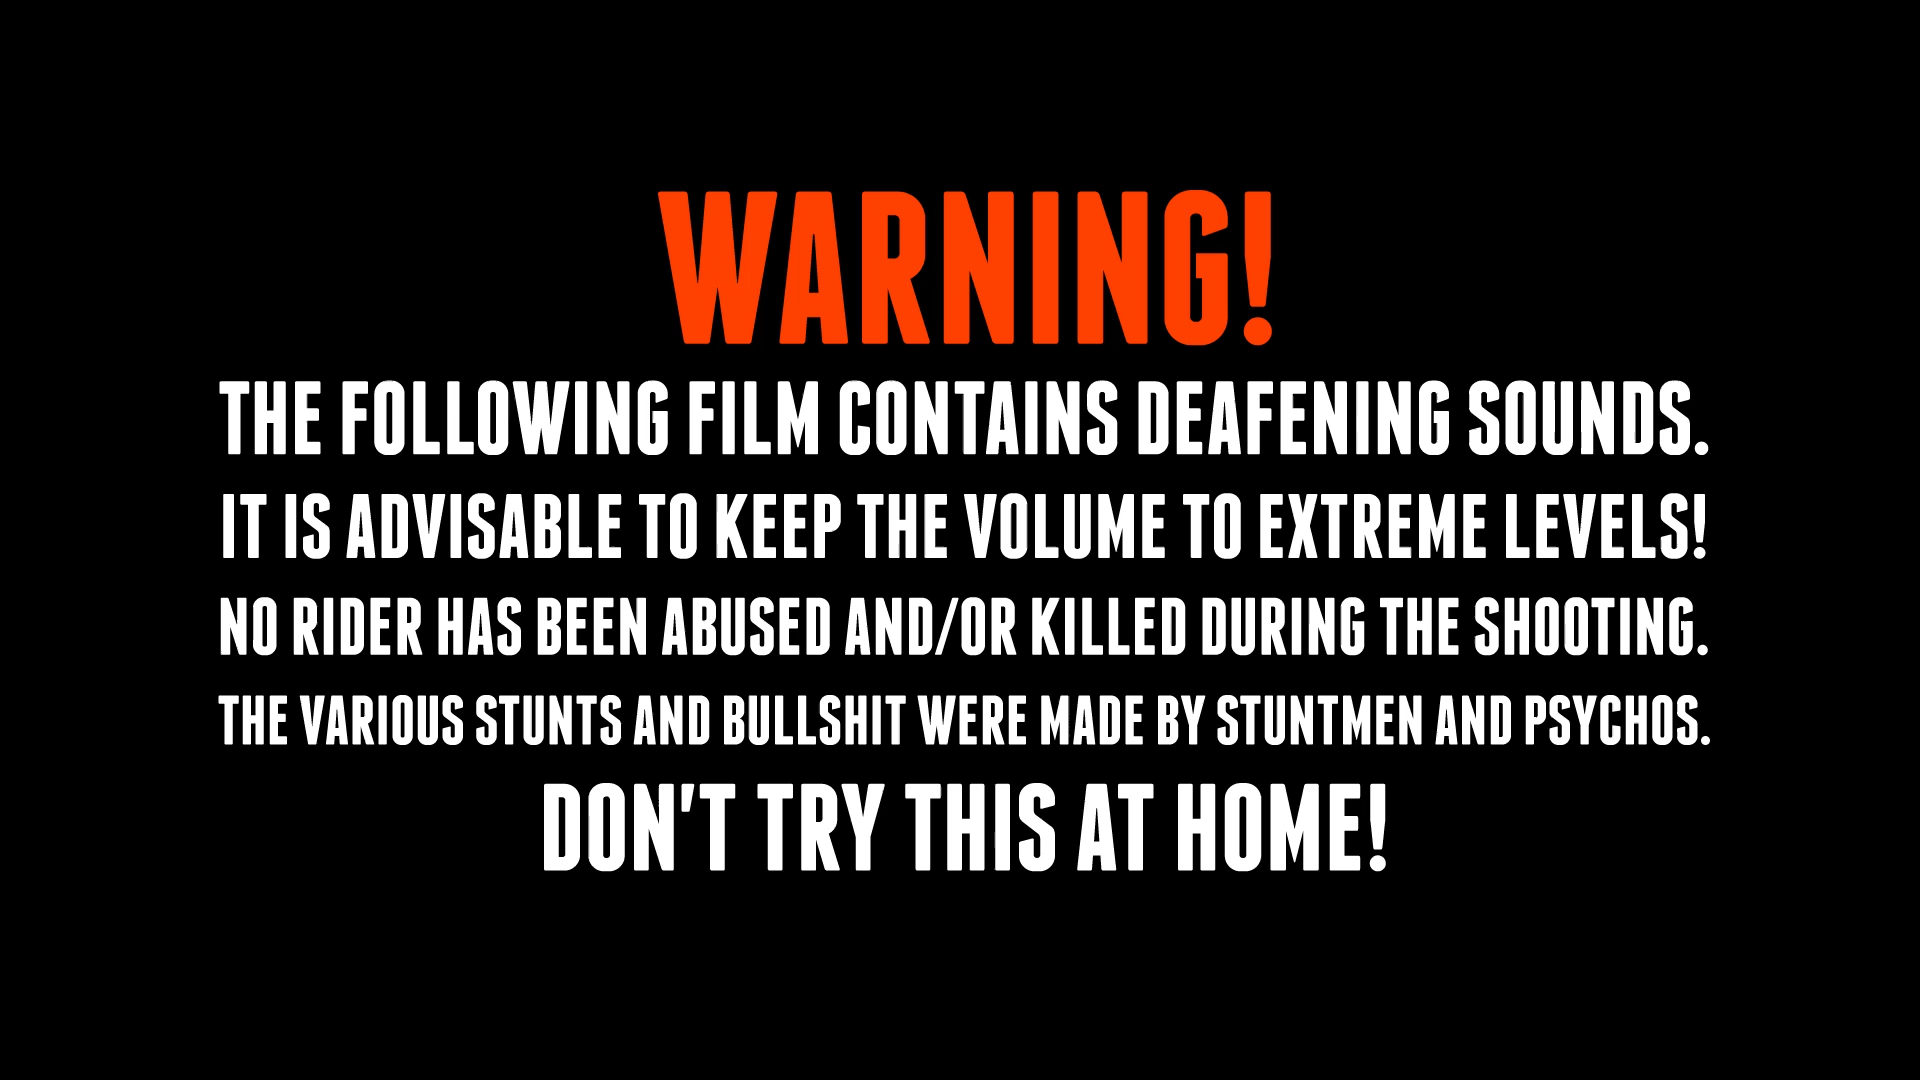 WARNING!
THE FOLLOWING FILM CONTAINS DEAFENING SOUNDS.
IT IS ADVISABLE TO KEEP THE VOLUME TO EXTREME LEVELS!
NO RIDER HAS BEEN ABUSED AND/OR KILLED DURING THE SHOOTING.
THE VARIOUS STUNTS AND BULLSHIT WERE MADE BY STUNTMEN AND PSYCHOS.
DON'T TRY THIS AT HOME!